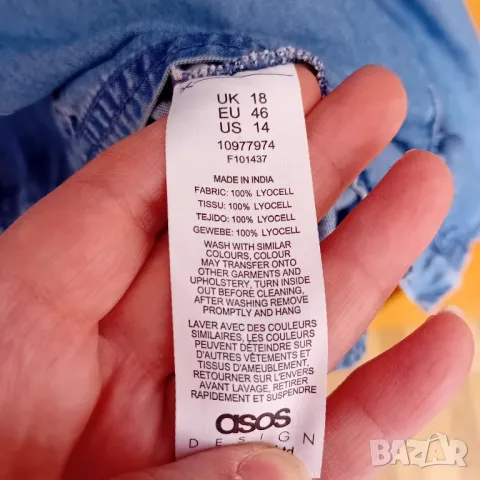 UK 18
EU 46
US 14
10977974
F101437
MADE IN INDIA
FABRIC: 100% LYOCELL
TISSU: 100% LYOCELL
TEJIDO: 100% LYOCELL
GEWEBE: 100% LYOCELL
WASH WITH SIMILAR
COLOURS, COLOUR
MAY TRANSFER ONTO
OTHER GARMENTS AND
UPHOLSTERY, TURN INSIDE
OUT BEFORE CLEANING,
AFTER WASHING REMOVE
PROMPTLY AND HANG
LAVER AVEC DES COULEURS
SIMILAIRES, LES COULEURS
PEUVENT DÉTEINDRE SUR
D'AUTRES VÊTEMENTS ET
TISSUS D'AMEUBLEMENT,
RETOURNER SUR L'ENVERS
AVANT LAVAGE, RETIRER
RAPIDEMENT ET SUSPENDRE
asos
DESIGN
Ltd
BAZAR